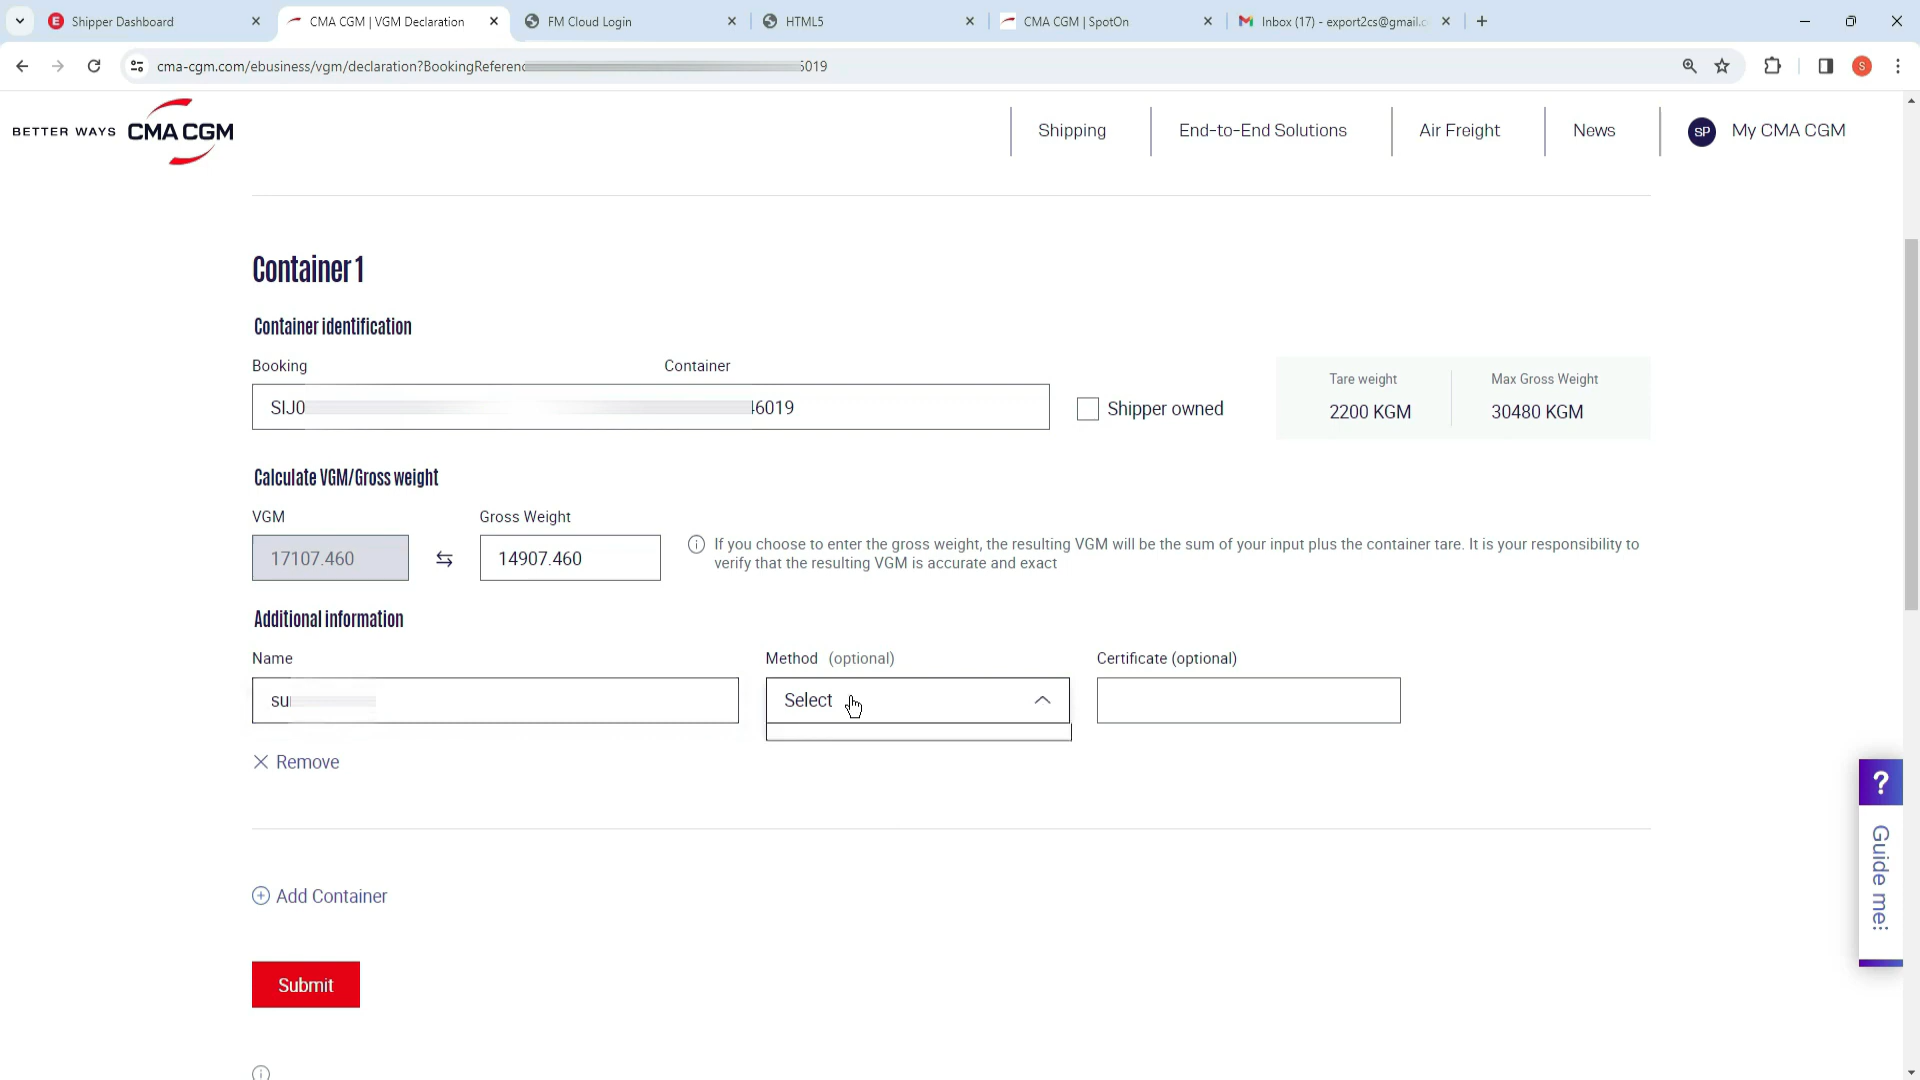 Shipper Dashboard
CMA CGM | VGM Declaration
FM Cloud Login
HTML5
CMA CGM | SpotOn
Inbox (17) - export2cs@gmail.c
cma-cgm.com/ebusiness/vgm/declaration?BookingReferenc 6019
S
BETTER WAYS CMA CGM
Shipping
End-to-End Solutions
Air Freight
News
SP My CMA CGM
Container 1
Container identification
Booking Container
SIJ0 6019
Shipper owned
Tare weight Max Gross Weight
2200 KGM 30480 KGM
Calculate VGM/Gross weight
VGM Gross Weight
17107.460 14907.460
If you choose to enter the gross weight, the resulting VGM will be the sum of your input plus the container tare. It is your responsibility to
verify that the resulting VGM is accurate and exact
Additional information
Name Method (optional) Certificate (optional)
su Select
Remove
Add Container
Submit
? Guide me::